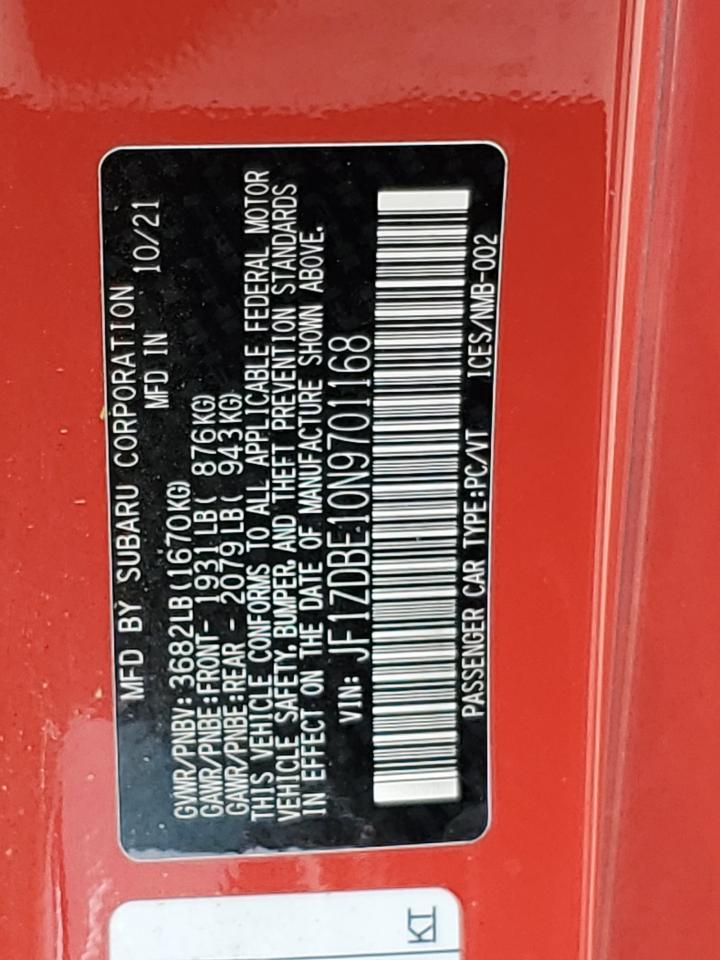 MFD BY SUBARU CORPORATION
MFD IN 10/21
GVWR/PNBV: 3682LB(1670KG)
GAWR/PNBE:FRONT- 1931LB( 876KG)
GAWR/PNBE:REAR - 2079LB( 943KG)
THIS VEHICLE CONFORMS TO ALL APPLICABLE FEDERAL MOTOR
VEHICLE SAFETY, BUMPER, AND THEFT PREVENTION STANDARDS
IN EFFECT ON THE DATE OF MANUFACTURE SHOWN ABOVE.
VIN: JF1ZDBE10N9701168
PASSENGER CAR TYPE:PC/VT ICES/NMB-002